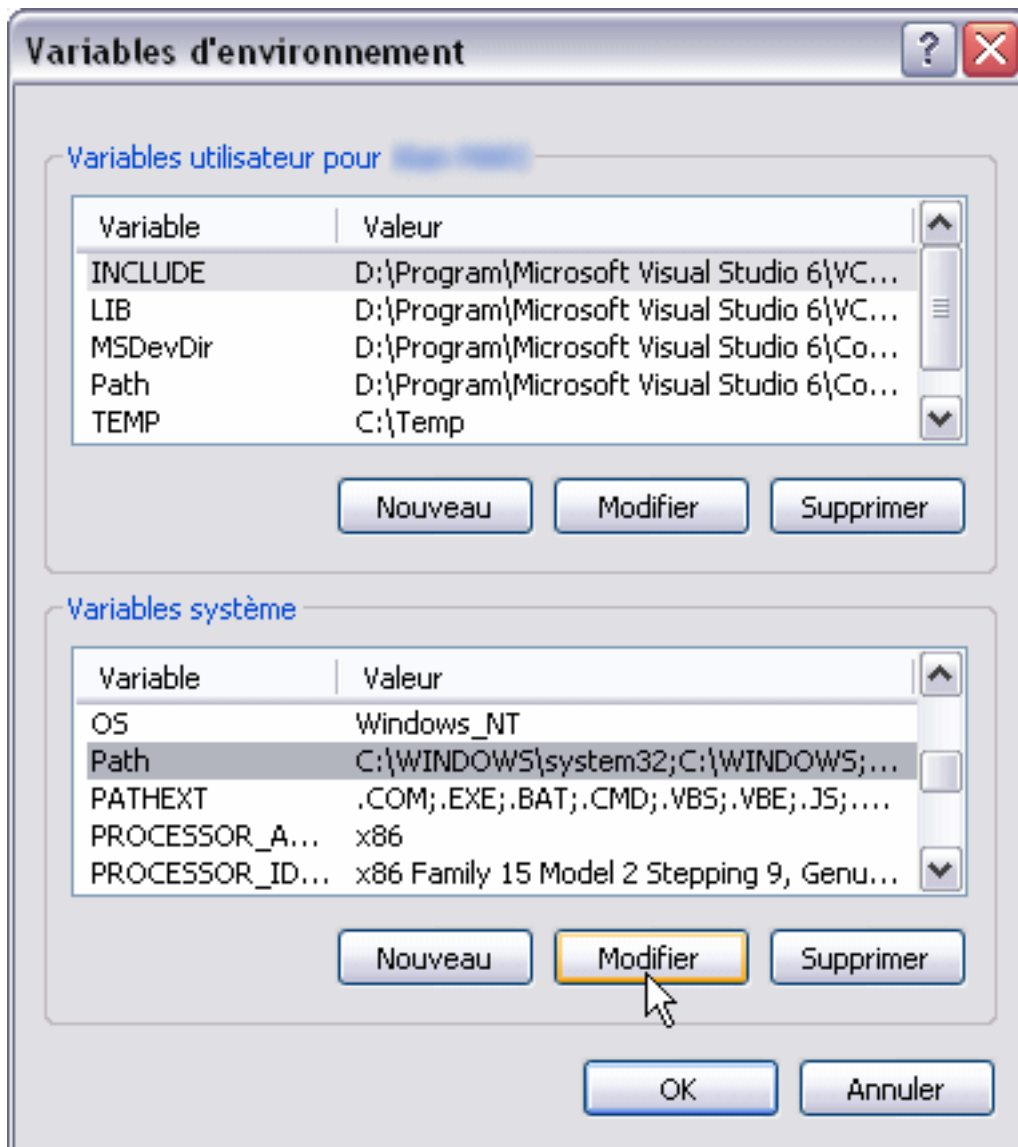 Variables d'environnement
Variables utilisateur pour
Variable Valeur
INCLUDE D:\Program\Microsoft Visual Studio 6\VC...
LIB D:\Program\Microsoft Visual Studio 6\VC...
MSDevDir D:\Program\Microsoft Visual Studio 6\Co...
Path D:\Program\Microsoft Visual Studio 6\Co...
TEMP C:\Temp
Nouveau Modifier Supprimer
Variables système
Variable Valeur
OS Windows_NT
Path C:\WINDOWS\system32;C:\WINDOWS;...
PATHEXT .COM;.EXE;.BAT;.CMD;.VBS;.VBE;.JS;....
PROCESSOR_A... x86
PROCESSOR_ID... x86 Family 15 Model 2 Stepping 9, Genu...
Nouveau Modifier Supprimer
OK Annuler